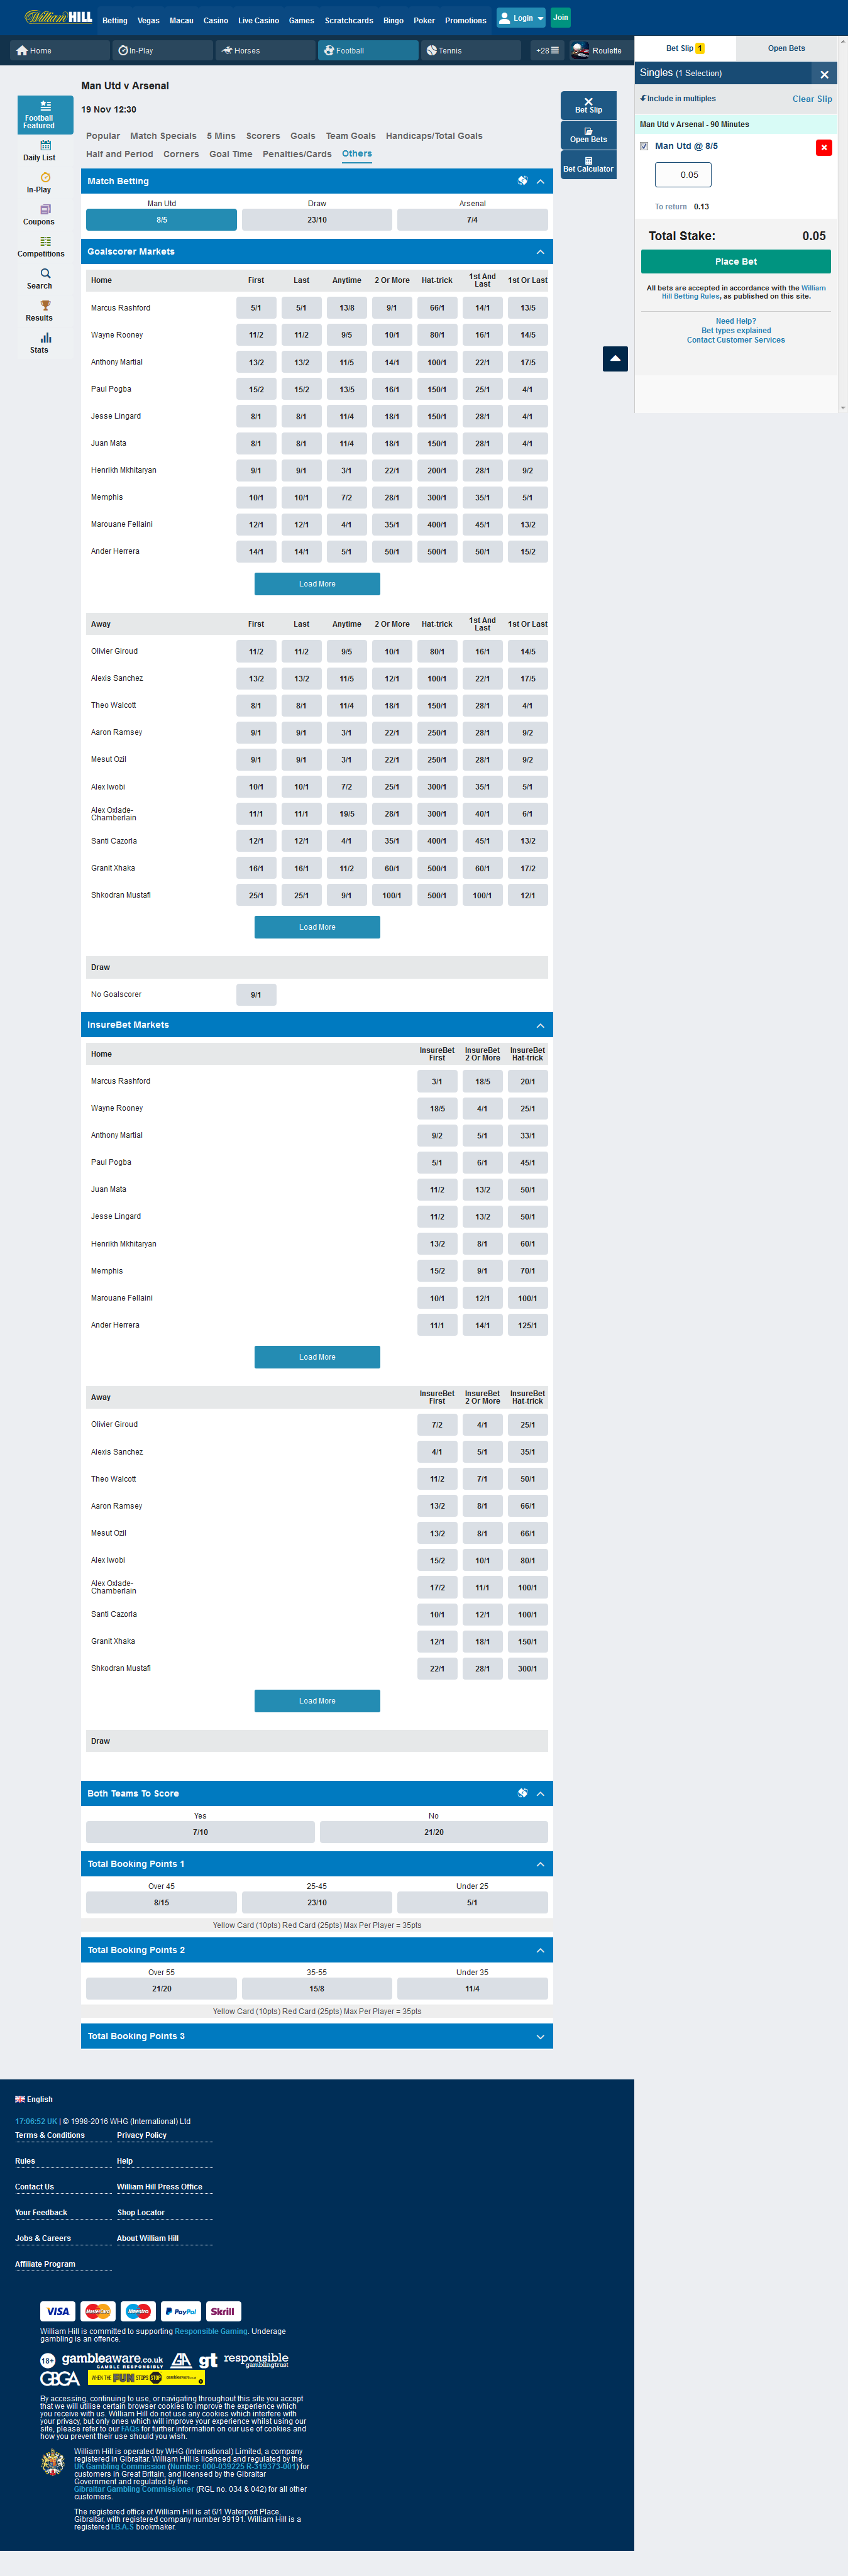 William HILL
Betting Vegas Macau Casino Live Casino Games Scratchcards Bingo Poker Promotions Login Join
Home In-Play Horses Football Tennis +28 Roulette
Bet Slip 1 Open Bets
Singles (1 Selection)
Include in multiples Clear Slip
Man Utd v Arsenal - 90 Minutes
Man Utd @ 8/5
0.05
To return 0.13
Total Stake: 0.05
Place Bet
All bets are accepted in accordance with the William
Hill Betting Rules, as published on this site.
Need Help?
Bet types explained
Contact Customer Services
Football
Featured
Daily List
In-Play
Coupons
Competitions
Search
Results
Stats
Bet Slip
Open Bets
Bet Calculator
Man Utd v Arsenal
19 Nov 12:30
Popular Match Specials 5 Mins Scorers Goals Team Goals Handicaps/Total Goals
Half and Period Corners Goal Time Penalties/Cards Others
Match Betting
Man Utd Draw Arsenal
8/5 23/10 7/4
Goalscorer Markets
Home First Last Anytime 2 Or More Hat-trick 1st And Last 1st Or Last
Marcus Rashford 5/1 5/1 13/8 9/1 66/1 14/1 13/5
Wayne Rooney 11/2 11/2 9/5 10/1 80/1 16/1 14/5
Anthony Martial 13/2 13/2 11/5 14/1 100/1 22/1 17/5
Paul Pogba 15/2 15/2 13/5 16/1 150/1 25/1 4/1
Jesse Lingard 8/1 8/1 11/4 18/1 150/1 28/1 4/1
Juan Mata 8/1 8/1 11/4 18/1 150/1 28/1 4/1
Henrikh Mkhitaryan 9/1 9/1 3/1 22/1 200/1 28/1 9/2
Memphis 10/1 10/1 7/2 28/1 300/1 35/1 5/1
Marouane Fellaini 12/1 12/1 4/1 35/1 400/1 45/1 13/2
Ander Herrera 14/1 14/1 5/1 50/1 500/1 50/1 15/2
Load More
Away First Last Anytime 2 Or More Hat-trick 1st And Last 1st Or Last
Olivier Giroud 11/2 11/2 9/5 10/1 80/1 16/1 14/5
Alexis Sanchez 13/2 13/2 11/5 12/1 100/1 22/1 17/5
Theo Walcott 8/1 8/1 11/4 18/1 150/1 28/1 4/1
Aaron Ramsey 9/1 9/1 3/1 22/1 250/1 28/1 9/2
Mesut Ozil 9/1 9/1 3/1 22/1 250/1 28/1 9/2
Alex Iwobi 10/1 10/1 7/2 25/1 300/1 35/1 5/1
Alex Oxlade-Chamberlain 11/1 11/1 19/5 28/1 300/1 40/1 6/1
Santi Cazorla 12/1 12/1 4/1 35/1 400/1 45/1 13/2
Granit Xhaka 16/1 16/1 11/2 60/1 500/1 60/1 17/2
Shkodran Mustafi 25/1 25/1 9/1 100/1 500/1 100/1 12/1
Load More
Draw
No Goalscorer 9/1
InsureBet Markets
Home InsureBet First InsureBet 2 Or More InsureBet Hat-trick
Marcus Rashford 3/1 18/5 20/1
Wayne Rooney 18/5 4/1 25/1
Anthony Martial 9/2 5/1 33/1
Paul Pogba 5/1 6/1 45/1
Juan Mata 11/2 13/2 50/1
Jesse Lingard 11/2 13/2 50/1
Henrikh Mkhitaryan 13/2 8/1 60/1
Memphis 15/2 9/1 70/1
Marouane Fellaini 10/1 12/1 100/1
Ander Herrera 11/1 14/1 125/1
Load More
Away InsureBet First InsureBet 2 Or More InsureBet Hat-trick
Olivier Giroud 7/2 4/1 25/1
Alexis Sanchez 4/1 5/1 35/1
Theo Walcott 11/2 7/1 50/1
Aaron Ramsey 13/2 8/1 66/1
Mesut Ozil 13/2 8/1 66/1
Alex Iwobi 15/2 10/1 80/1
Alex Oxlade-Chamberlain 17/2 11/1 100/1
Santi Cazorla 10/1 12/1 100/1
Granit Xhaka 12/1 18/1 150/1
Shkodran Mustafi 22/1 28/1 300/1
Load More
Draw
Both Teams To Score
Yes No
7/10 21/20
Total Booking Points 1
Over 45 25-45 Under 25
8/15 23/10 5/1
Yellow Card (10pts) Red Card (25pts) Max Per Player = 35pts
Total Booking Points 2
Over 55 35-55 Under 35
21/20 15/8 11/4
Yellow Card (10pts) Red Card (25pts) Max Per Player = 35pts
Total Booking Points 3
English
17:06:52 UK | © 1998-2016 WHG (International) Ltd
Terms & Conditions Privacy Policy
Rules Help
Contact Us William Hill Press Office
Your Feedback Shop Locator
Jobs & Careers About William Hill
Affiliate Program
VISA MasterCard Maestro PayPal Skrill
William Hill is committed to supporting Responsible Gaming. Underage
gambling is an offence.
18+ gambleaware.co.uk GAMBLE RESPONSIBLY GA gt responsible gamblingtrust
GBGA WHEN THE FUN STOPS STOP gambleaware.co.uk
By accessing, continuing to use, or navigating throughout this site you accept
that we will utilise certain browser cookies to improve the experience which
you receive with us. William Hill do not use any cookies which interfere with
your privacy, but only ones which will improve your experience whilst using our
site, please refer to our FAQs for further information on our use of cookies and
how you prevent their use should you wish.
William Hill is operated by WHG (International) Limited, a company
registered in Gibraltar. William Hill is licensed and regulated by the
UK Gambling Commission (Number: 000-039225 R-319373-001) for
customers in Great Britain, and licensed by the Gibraltar
Government and regulated by the
Gibraltar Gambling Commissioner (RGL no. 034 & 042) for all other
customers.
The registered office of William Hill is at 6/1 Waterport Place,
Gibraltar, with registered company number 99191. William Hill is a
registered I.B.A.S bookmaker.